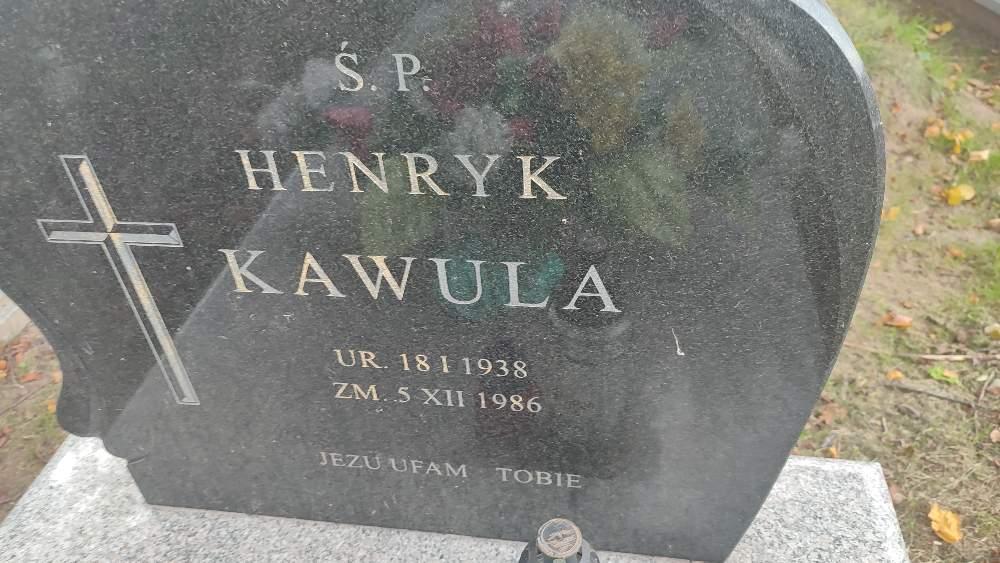 Ś. P.
HENRYK
KAWULA
UR. 18 I 1938
ZM. 5 XII 1986
JEZU UFAM TOBIE